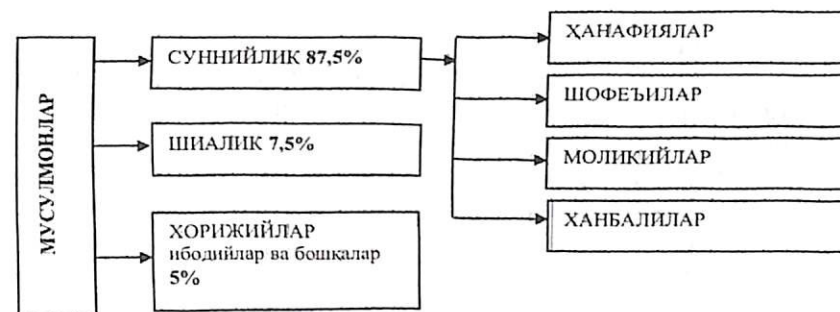 МУСУЛМОНЛАР
СУННИЙЛИК 87,5%
ШИАЛИК 7,5%
ХОРИЖИЙЛАР
ибодийлар ва бошқалар
5%
ҲАНАФИЯЛАР
ШОФЕЪИЛАР
МОЛИКИЙЛАР
ҲАНБАЛИЛАР